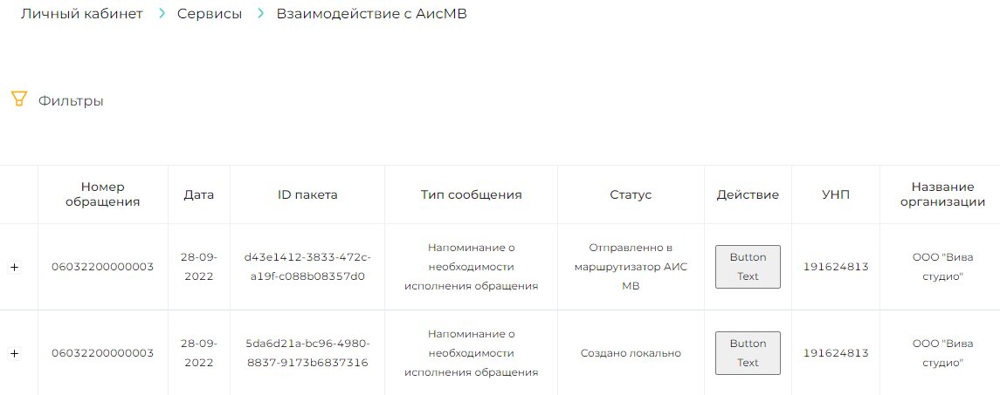 Личный кабинет > Сервисы > Взаимодействие с АисМВ
Фильтры
Номер обращения Дата ID пакета Тип сообщения Статус Действие УНП Название организации
+ 06032200000003 28-09-2022 d43e1412-3833-472c-a19f-c088b08357d0 Напоминание о необходимости исполнения обращения Отправленно в маршрутизатор АИС МВ Button Text 191624813 ООО "Вива студио"
+ 06032200000003 28-09-2022 5da6d21a-bc96-4980-8837-9173b6837316 Напоминание о необходимости исполнения обращения Создано локально Button Text 191624813 ООО "Вива студио"